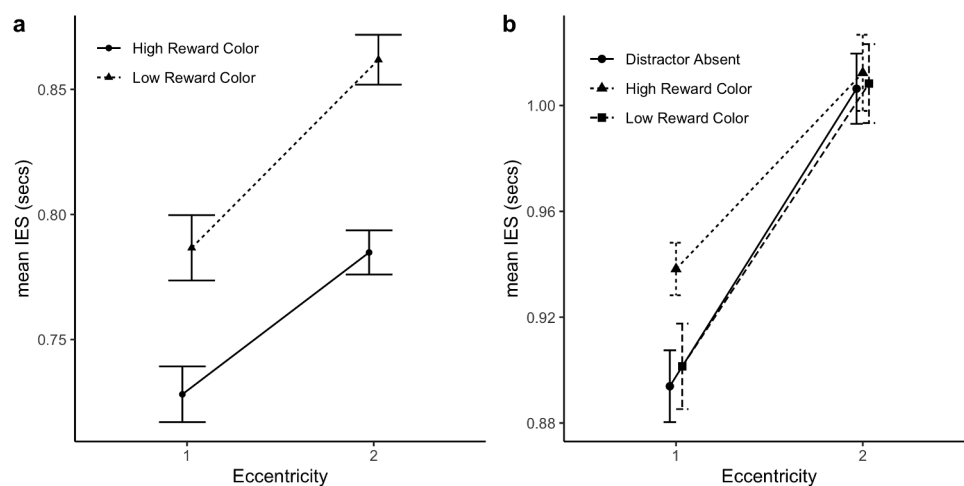 a
High Reward Color
Low Reward Color
0.85
0.80
0.75
mean IES (secs)
1
2
Eccentricity
b
Distractor Absent
High Reward Color
Low Reward Color
1.00
0.96
0.92
0.88
mean IES (secs)
1
2
Eccentricity